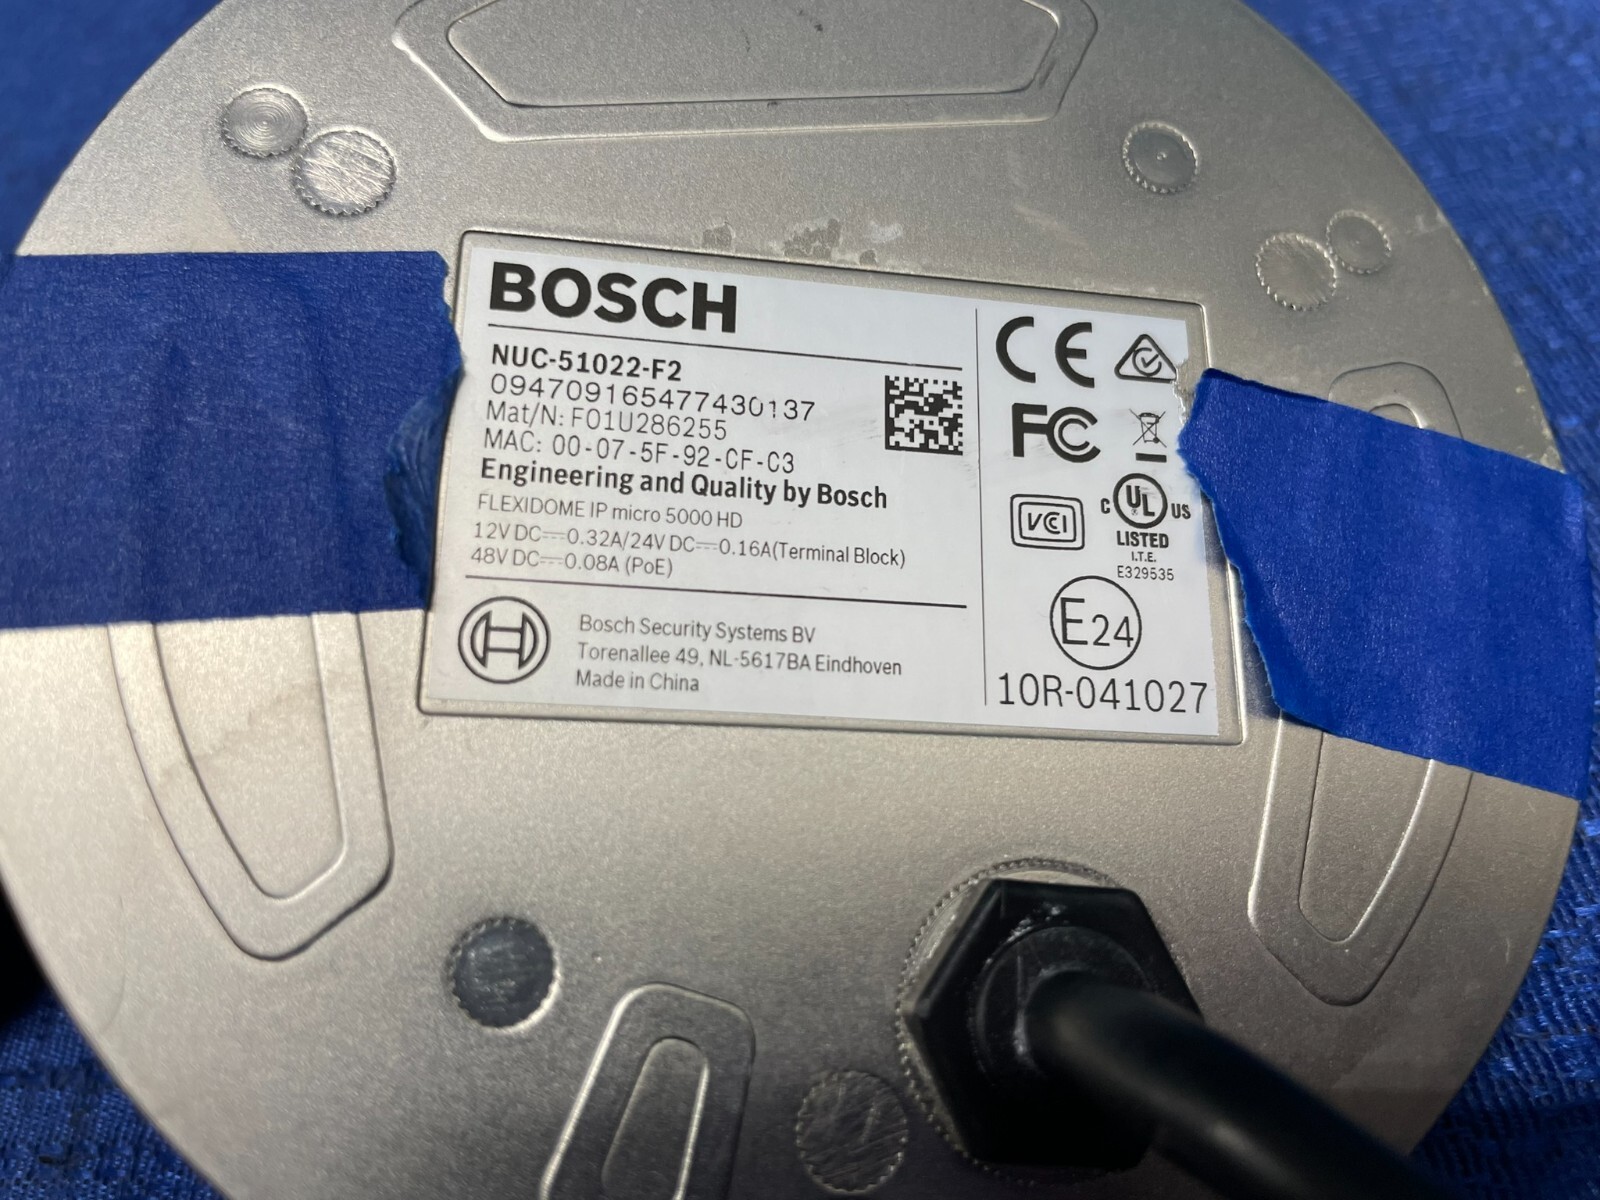 BOSCH
NUC-51022-F2
094709165477430137
Mat/N: F01U286255
MAC: 00-07-5F-92-CF-C3
Engineering and Quality by Bosch
FLEXIDOME IP micro 5000 HD
12V DC⎓0.32A/24V DC⎓0.16A(Terminal Block)
48V DC⎓0.08A (PoE)
Bosch Security Systems BV
Torenallee 49, NL-5617BA Eindhoven
Made in China
CE
FC
VCI
C UL US
LISTED
I.T.E.
E329535
E24
10R-041027